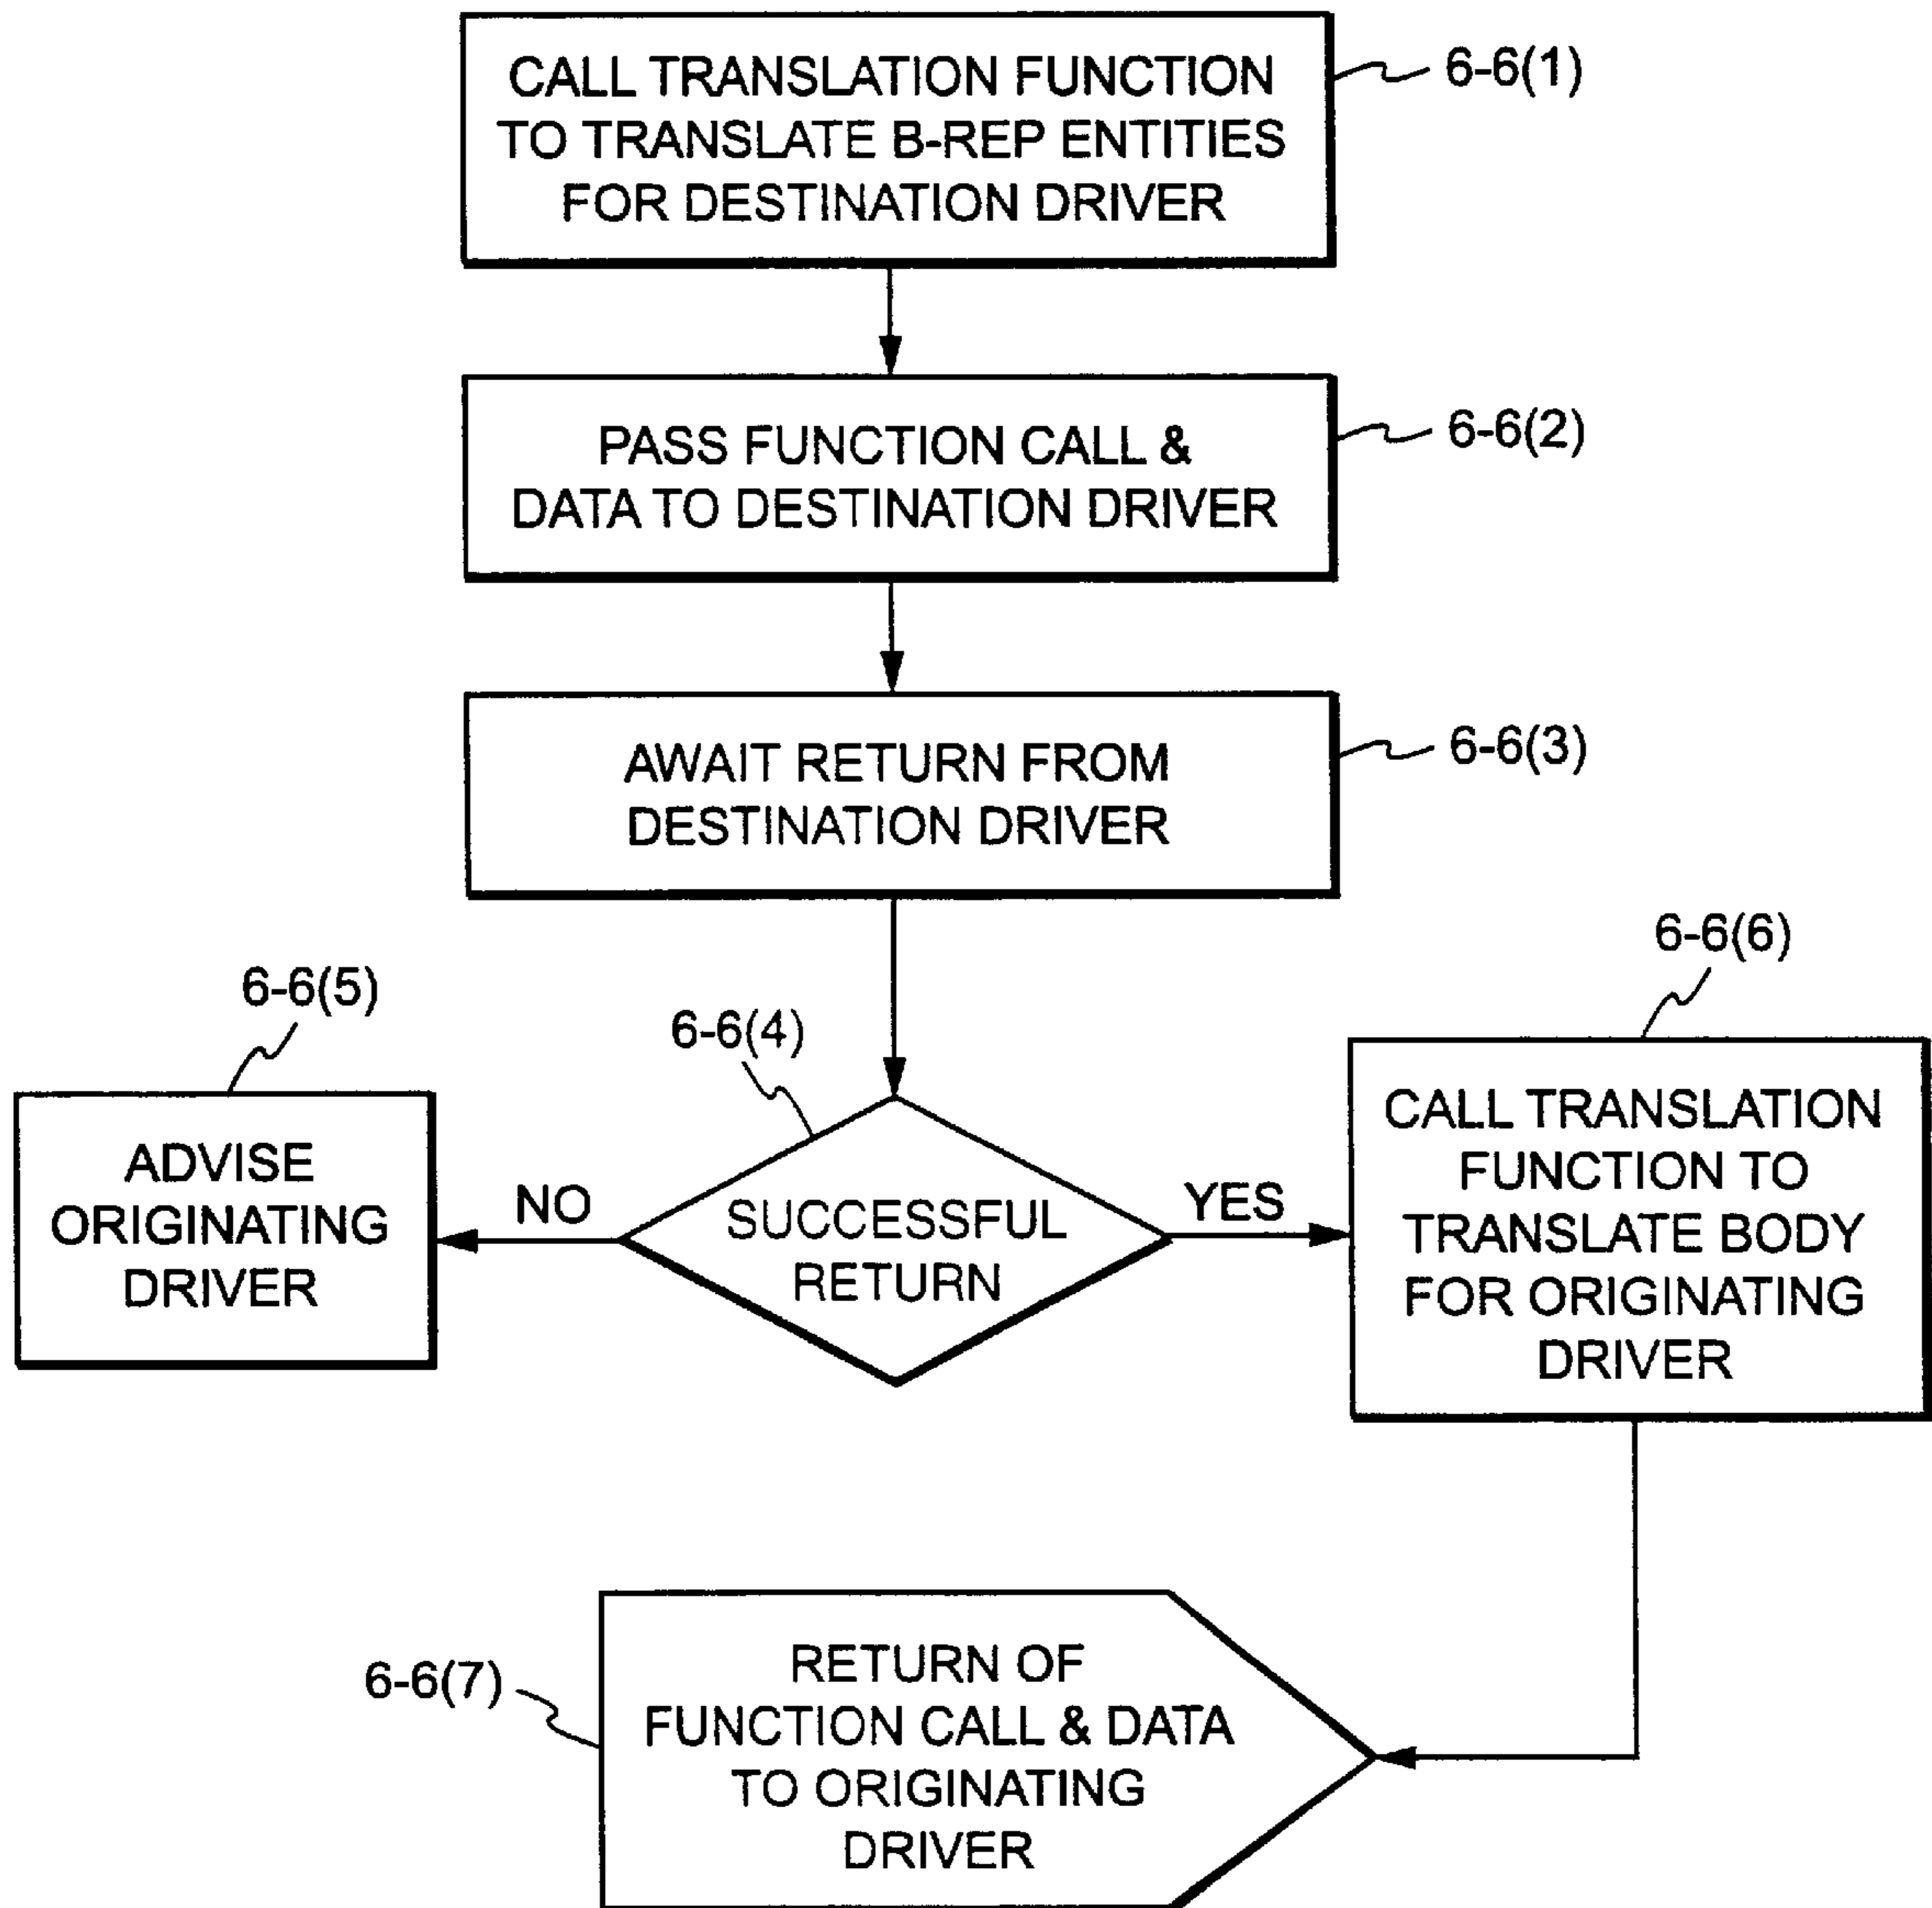 CALL TRANSLATION FUNCTION
TO TRANSLATE B-REP ENTITIES
FOR DESTINATION DRIVER
6-6(1)
PASS FUNCTION CALL &
DATA TO DESTINATION DRIVER
6-6(2)
AWAIT RETURN FROM
DESTINATION DRIVER
6-6(3)
6-6(4)
SUCCESSFUL
RETURN
NO
6-6(5)
ADVISE
ORIGINATING
DRIVER
YES
6-6(6)
CALL TRANSLATION
FUNCTION TO
TRANSLATE BODY
FOR ORIGINATING
DRIVER
6-6(7)
RETURN OF
FUNCTION CALL & DATA
TO ORIGINATING
DRIVER